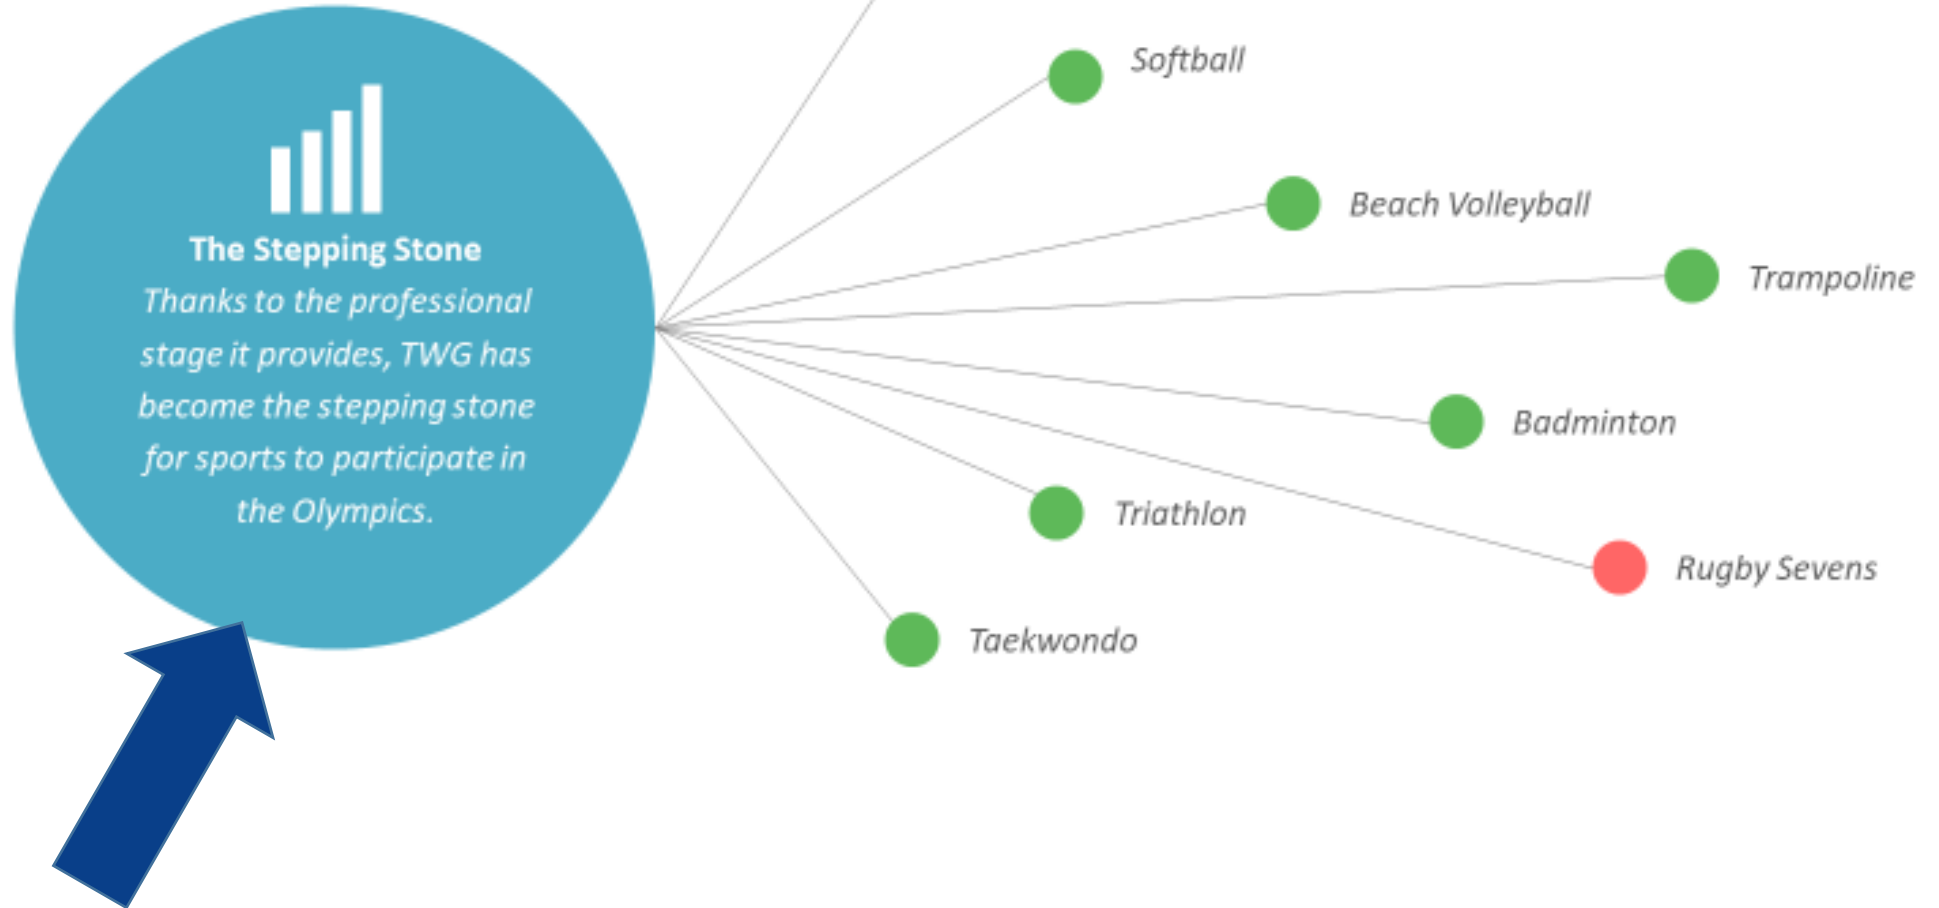 The Stepping Stone
Thanks to the professional
stage it provides, TWG has
become the stepping stone
for sports to participate in
the Olympics.
Softball
Beach Volleyball
Trampoline
Badminton
Triathlon
Rugby Sevens
Taekwondo